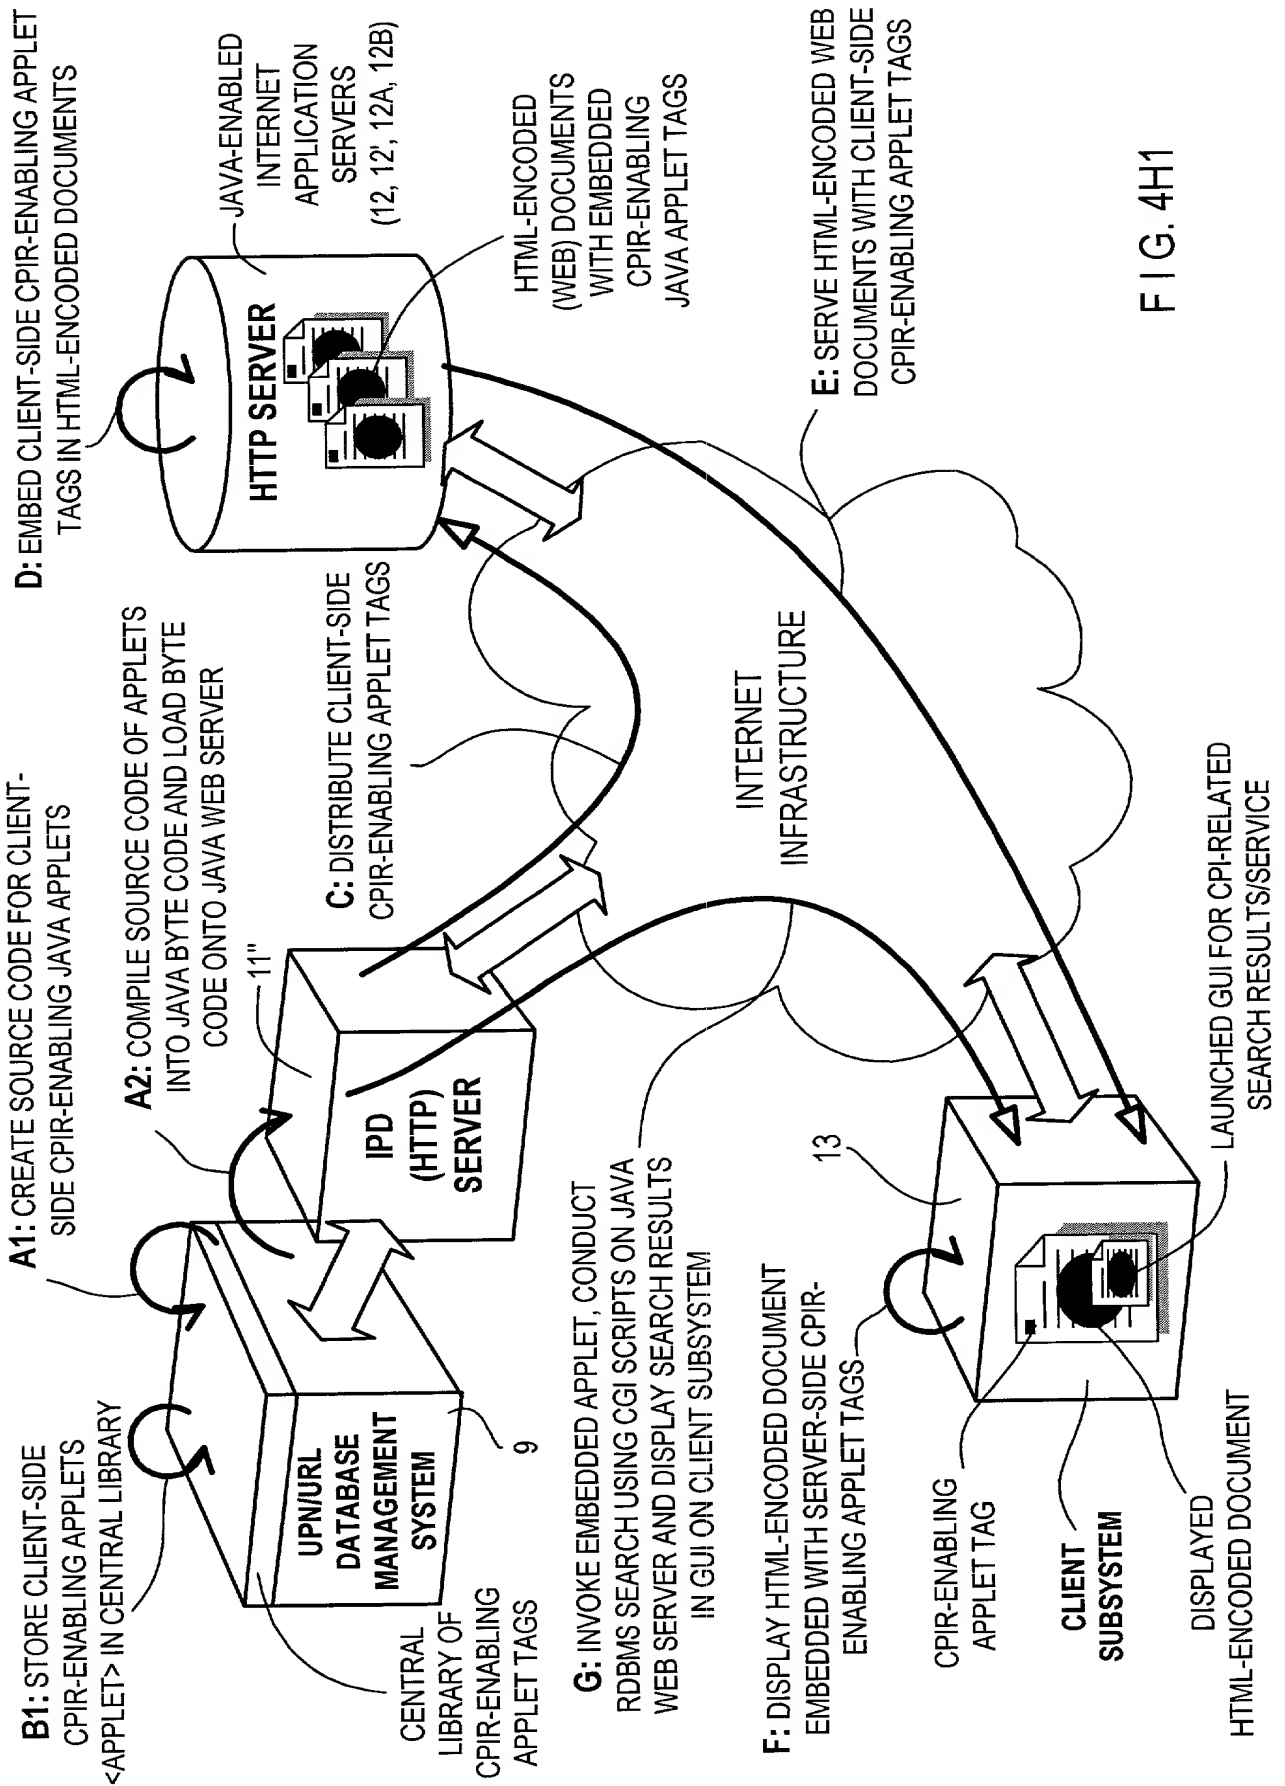 B1: STORE CLIENT-SIDE
CPIR-ENABLING APPLETS
<APPLET> IN CENTRAL LIBRARY
A1: CREATE SOURCE CODE FOR CLIENT-
SIDE CPIR-ENABLING JAVA APPLETS
A2: COMPILE SOURCE CODE OF APPLETS
INTO JAVA BYTE CODE AND LOAD BYTE
CODE ONTO JAVA WEB SERVER
D: EMBED CLIENT-SIDE CPIR-ENABLING APPLET
TAGS IN HTML-ENCODED DOCUMENTS
JAVA-ENABLED
INTERNET
APPLICATION
SERVERS
(12, 12', 12A, 12B)
HTTP SERVER
HTML-ENCODED
(WEB) DOCUMENTS
WITH EMBEDDED
CPIR-ENABLING
JAVA APPLET TAGS
C: DISTRIBUTE CLIENT-SIDE
CPIR-ENABLING APPLET TAGS
11"
IPD
(HTTP)
SERVER
UPN/URL
DATABASE
MANAGEMENT
SYSTEM
9
CENTRAL
LIBRARY OF
CPIR-ENABLING
APPLET TAGS
INTERNET
INFRASTRUCTURE
E: SERVE HTML-ENCODED WEB
DOCUMENTS WITH CLIENT-SIDE
CPIR-ENABLING APPLET TAGS
G: INVOKE EMBEDDED APPLET, CONDUCT
RDBMS SEARCH USING CGI SCRIPTS ON JAVA
WEB SERVER AND DISPLAY SEARCH RESULTS
IN GUI ON CLIENT SUBSYSTEM
F: DISPLAY HTML-ENCODED DOCUMENT
EMBEDDED WITH SERVER-SIDE CPIR-
ENABLING APPLET TAGS
13
CPIR-ENABLING
APPLET TAG
CLIENT
SUBSYSTEM
DISPLAYED
HTML-ENCODED DOCUMENT
LAUNCHED GUI FOR CPI-RELATED
SEARCH RESULTS/SERVICE
FIG. 4H1